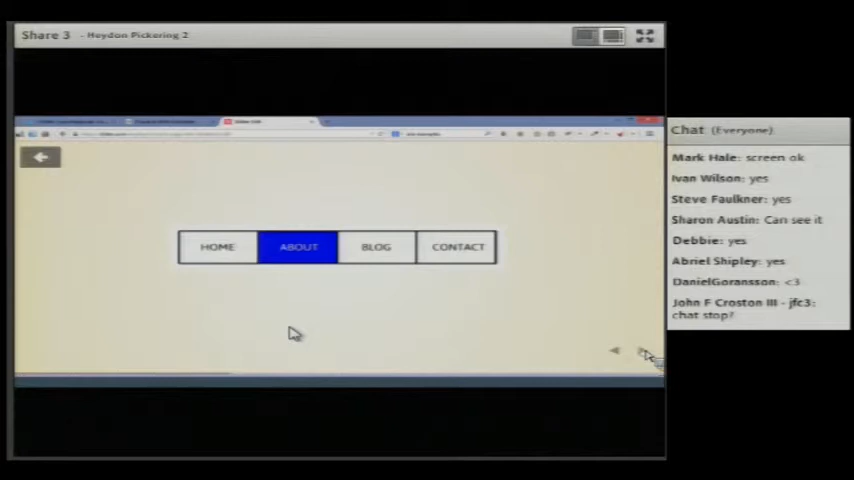 Share 3 - Heydon Pickering 2
HOME ABOUT BLOG CONTACT
Chat (Everyone)
Mark Hale: screen ok
Ivan Wilson: yes
Steve Faulkner: yes
Sharon Austin: Can see it
Debbie: yes
Abriel Shipley: yes
DanielGoransson: <3
John F Croston III - jfc3:
chat stop?